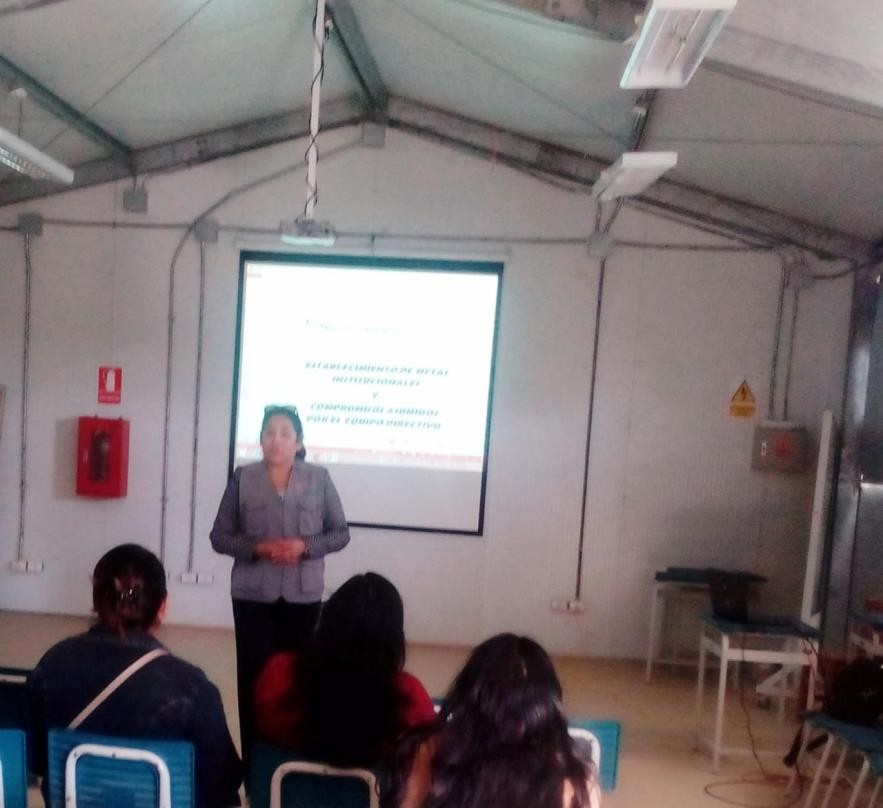 ESTABLECIMIENTO DE METAS
INSTITUCIONALES
Y
COMPROMISOS ASUMIDOS
POR EL EQUIPO DIRECTIVO